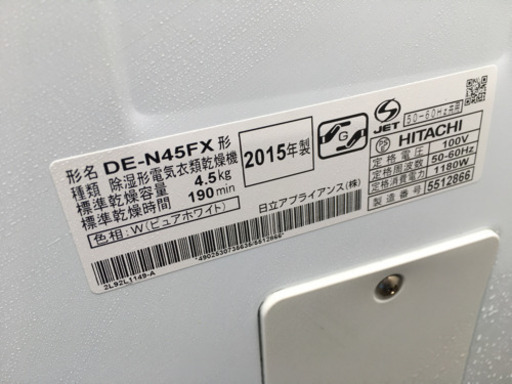 形名 DE-N45FX 形
種類 除湿形電気衣類乾燥機
標準乾燥容量 4.5kg
標準乾燥時間 190min
色相:W(ピュアホワイト)
2015年製
日立アプライアンス(株)
G
S
JET
50-60Hz共用
HITACHI
定格電圧 100V
定格周波数 50-60Hz
定格消費電力 1180W
製造番号 5512866
2L92L1149-A